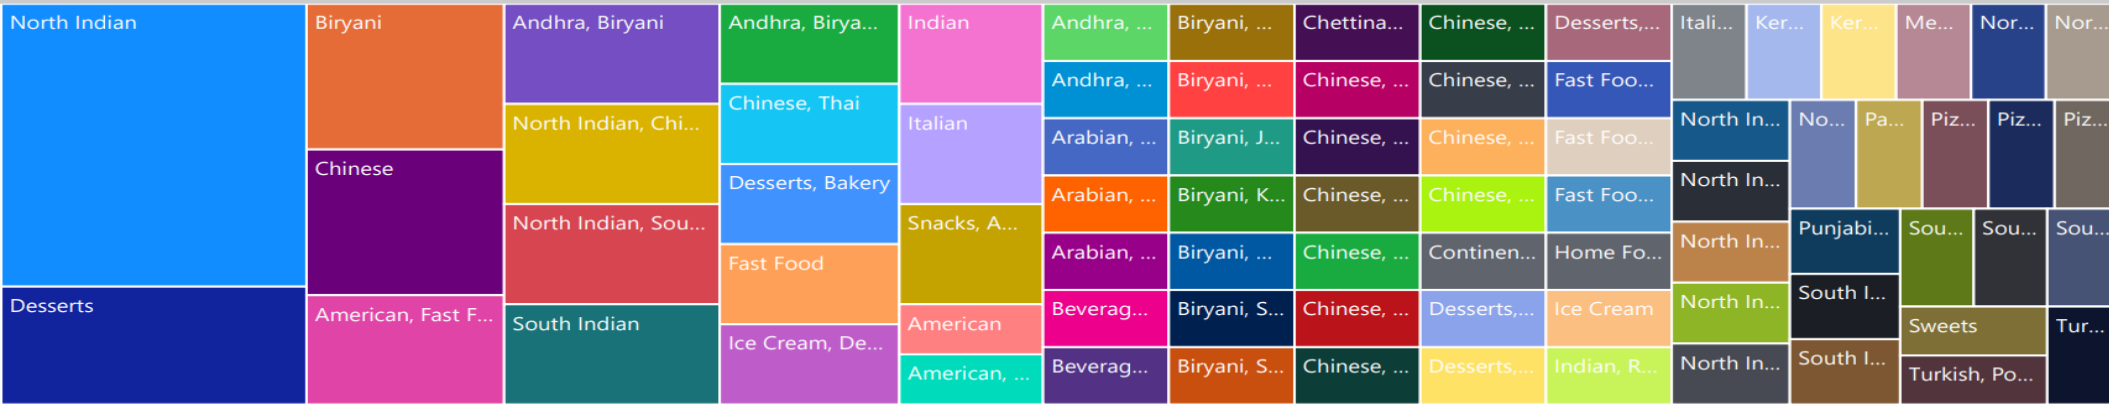 North Indian
Desserts
Biryani
Chinese
American, Fast F...
Andhra, Biryani
North Indian, Chi...
North Indian, Sou...
South Indian
Andhra, Birya...
Chinese, Thai
Desserts, Bakery
Fast Food
Ice Cream, De...
Indian
Italian
Snacks, A...
American
American, ...
Andhra, ...
Andhra, ...
Arabian, ...
Arabian, ...
Arabian, ...
Beverag...
Beverag...
Biryani, ...
Biryani, ...
Biryani, J...
Biryani, K...
Biryani, ...
Biryani, S...
Biryani, S...
Chettina...
Chinese, ...
Chinese, ...
Chinese, ...
Chinese, ...
Chinese, ...
Chinese, ...
Chinese, ...
Chinese, ...
Chinese, ...
Chinese, ...
Continen...
Desserts,...
Desserts,...
Desserts,...
Fast Foo...
Fast Foo...
Fast Foo...
Home Fo...
Ice Cream
Indian, R...
Itali...
Ker...
Ker...
Me...
Nor...
Nor...
North In...
North In...
North In...
North In...
North In...
No...
Pa...
Piz...
Piz...
Piz...
Punjabi...
South I...
South I...
Sou...
Sou...
Sou...
Sweets
Turkish, Po...
Tur...